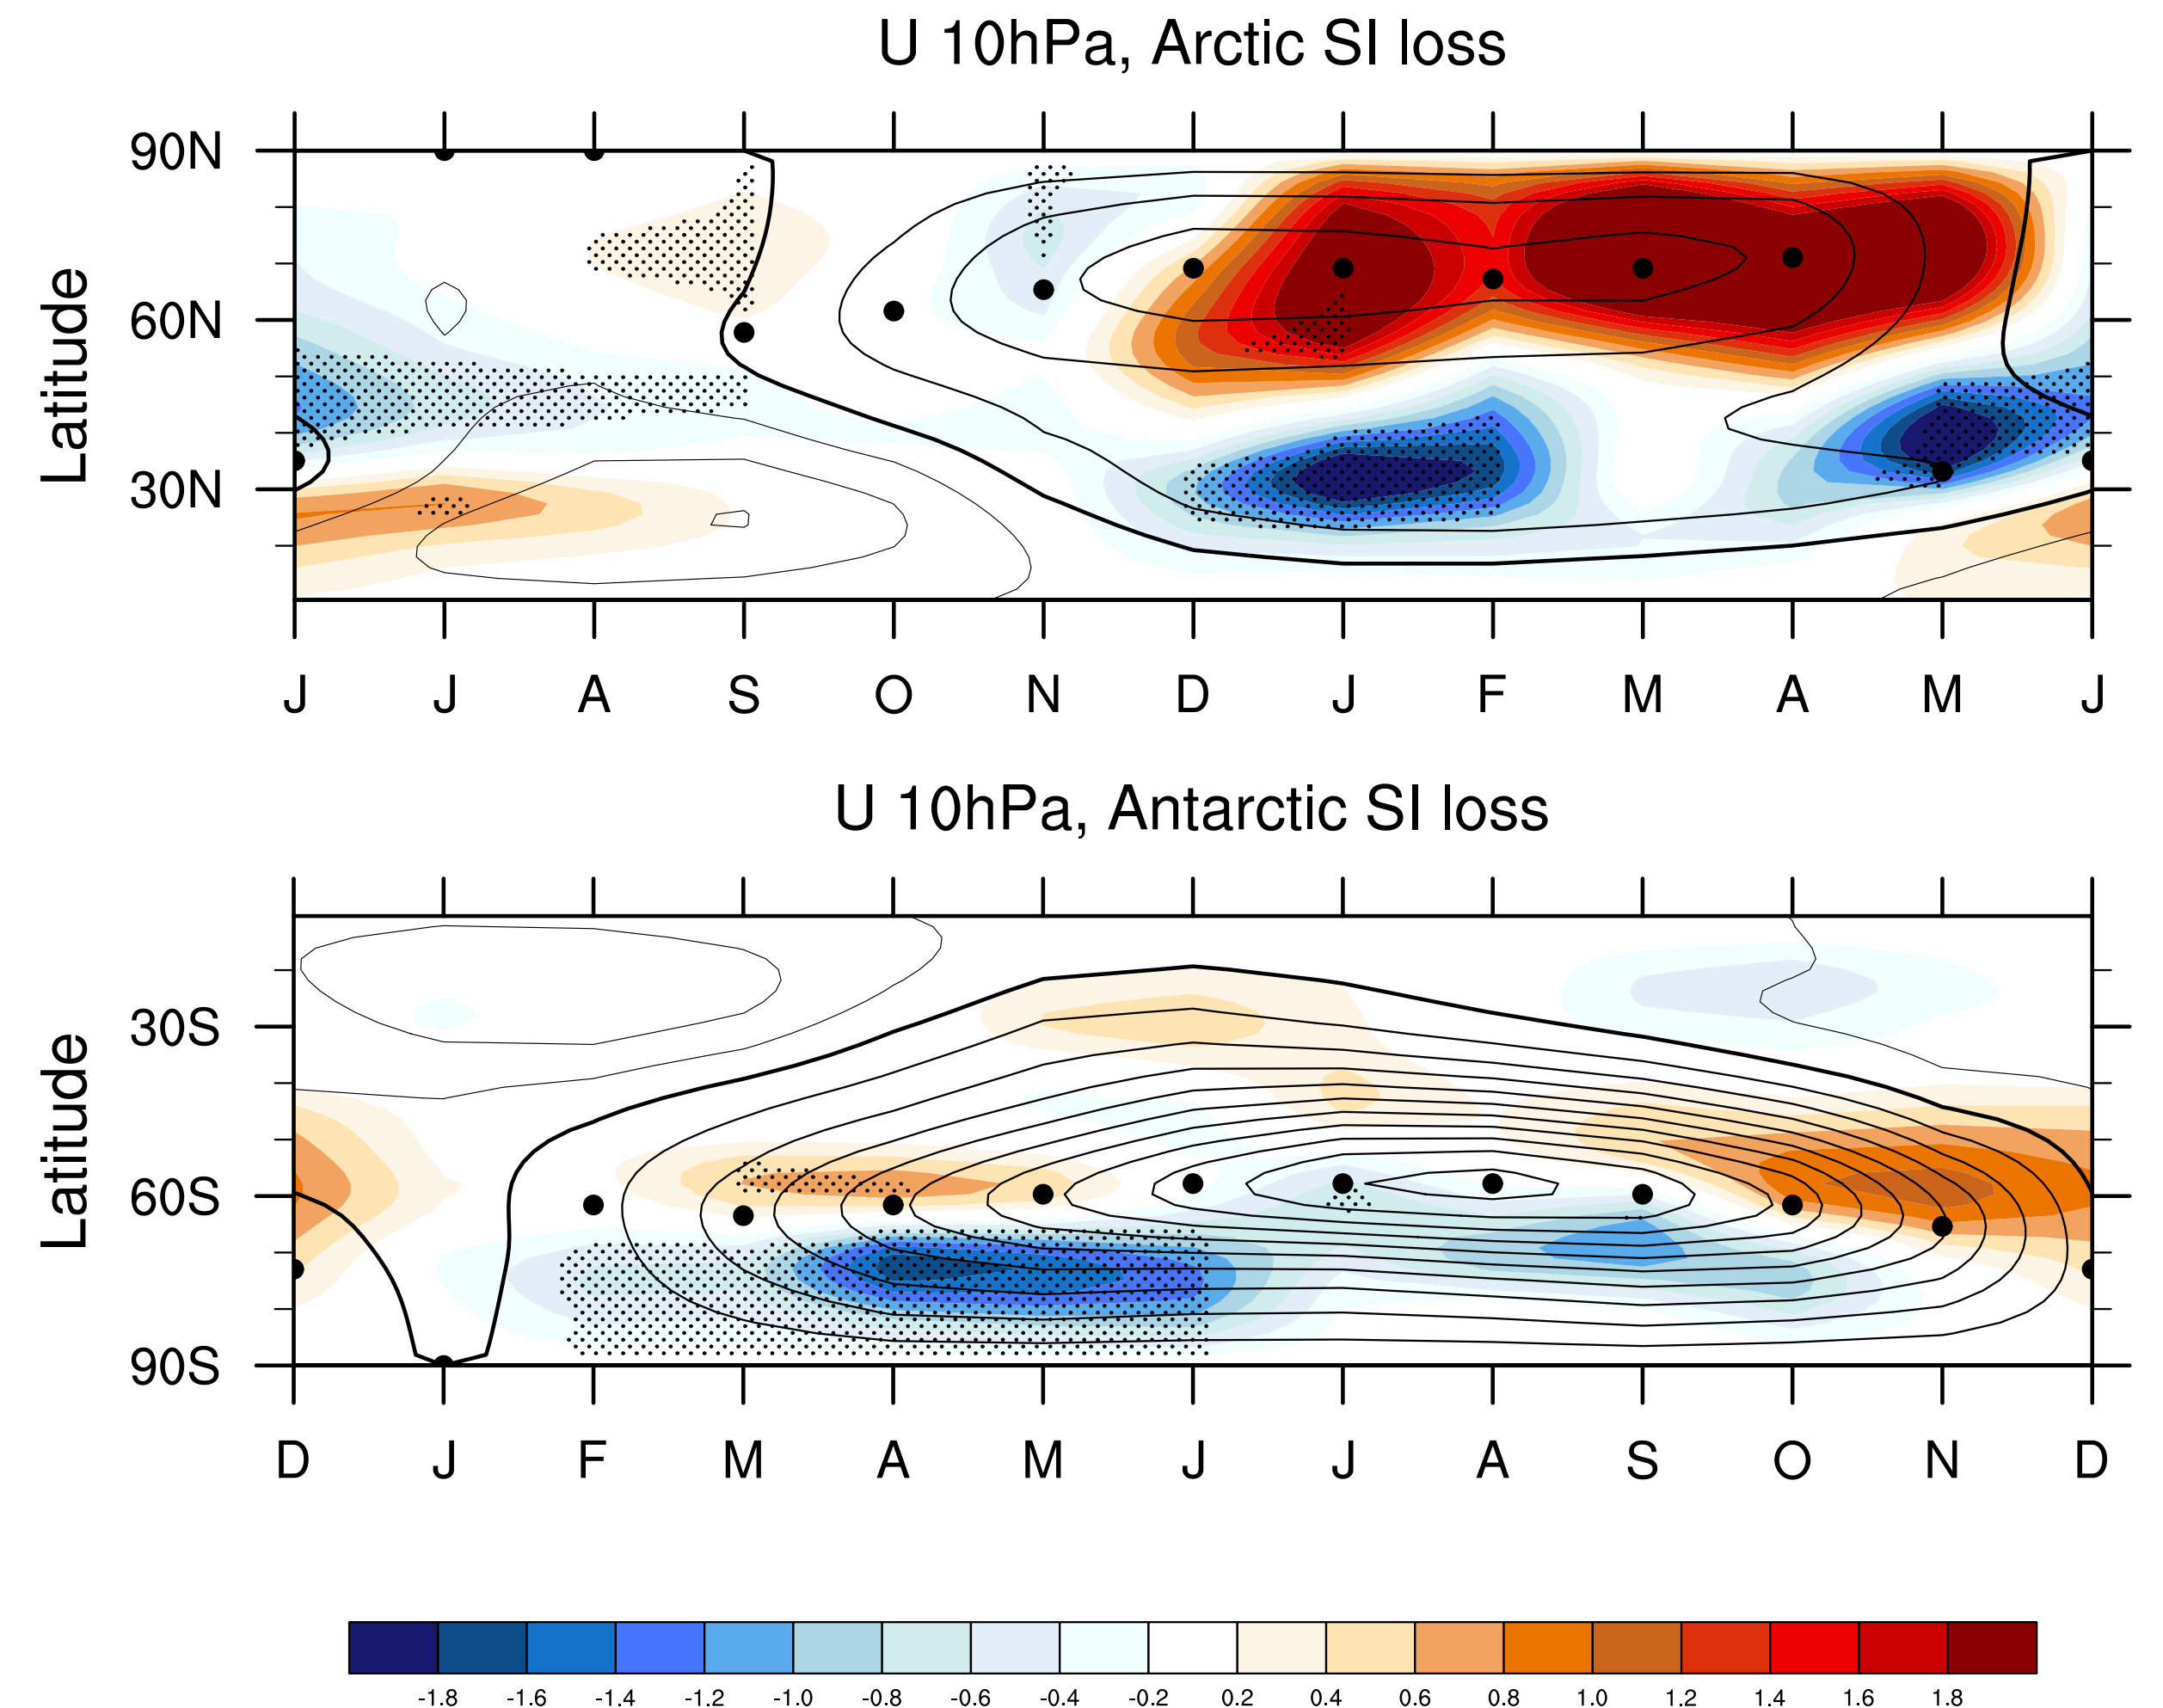 U 10hPa, Arctic SI loss
90N
60N
30N
Latitude
J J A S O N D J F M A M J
U 10hPa, Antarctic SI loss
30S
60S
90S
Latitude
D J F M A M J J A S O N D
-1.8 -1.6 -1.4 -1.2 -1.0 -0.8 -0.6 -0.4 -0.2 0.2 0.4 0.6 0.8 1.0 1.2 1.4 1.6 1.8